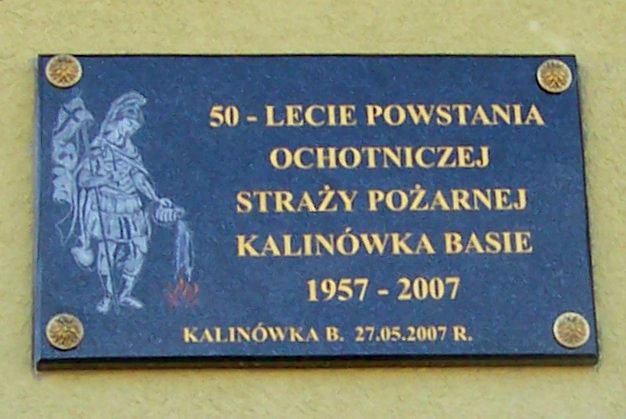 50 - LECIE POWSTANIA
OCHOTNICZEJ
STRAŻY POŻARNEJ
KALINÓWKA BASIE
1957 - 2007
KALINÓWKA B. 27.05.2007 R.